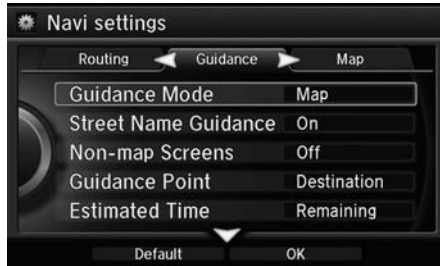 Navi settings
Routing Guidance Map
Guidance Mode Map
Street Name Guidance On
Non-map Screens Off
Guidance Point Destination
Estimated Time Remaining
Default OK